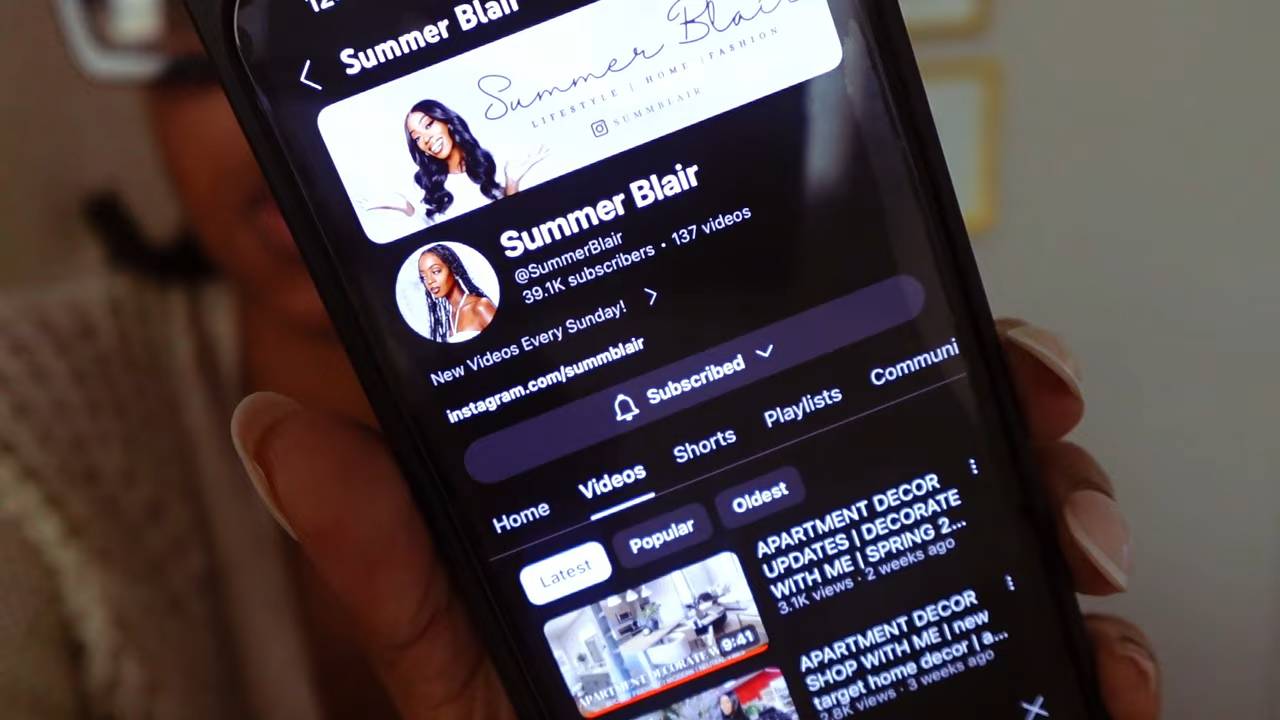 Summer Blair
Summer Blair
LIFESTYLE | HOME | FASHION
SUMMBLAIR
Summer Blair
@SummerBlair
39.1K subscribers · 137 videos
New Videos Every Sunday!
instagram.com/summblair
Subscribed
Home Videos Shorts Playlists Communi
Latest Popular Oldest
APARTMENT DECOR
UPDATES | DECORATE
WITH ME | SPRING 2...
3.1K views · 2 weeks ago
9:41
APARTMENT DECORATE W
APARTMENT DECOR
SHOP WITH ME | new
target home decor | a...
2.8K views · 3 weeks ago